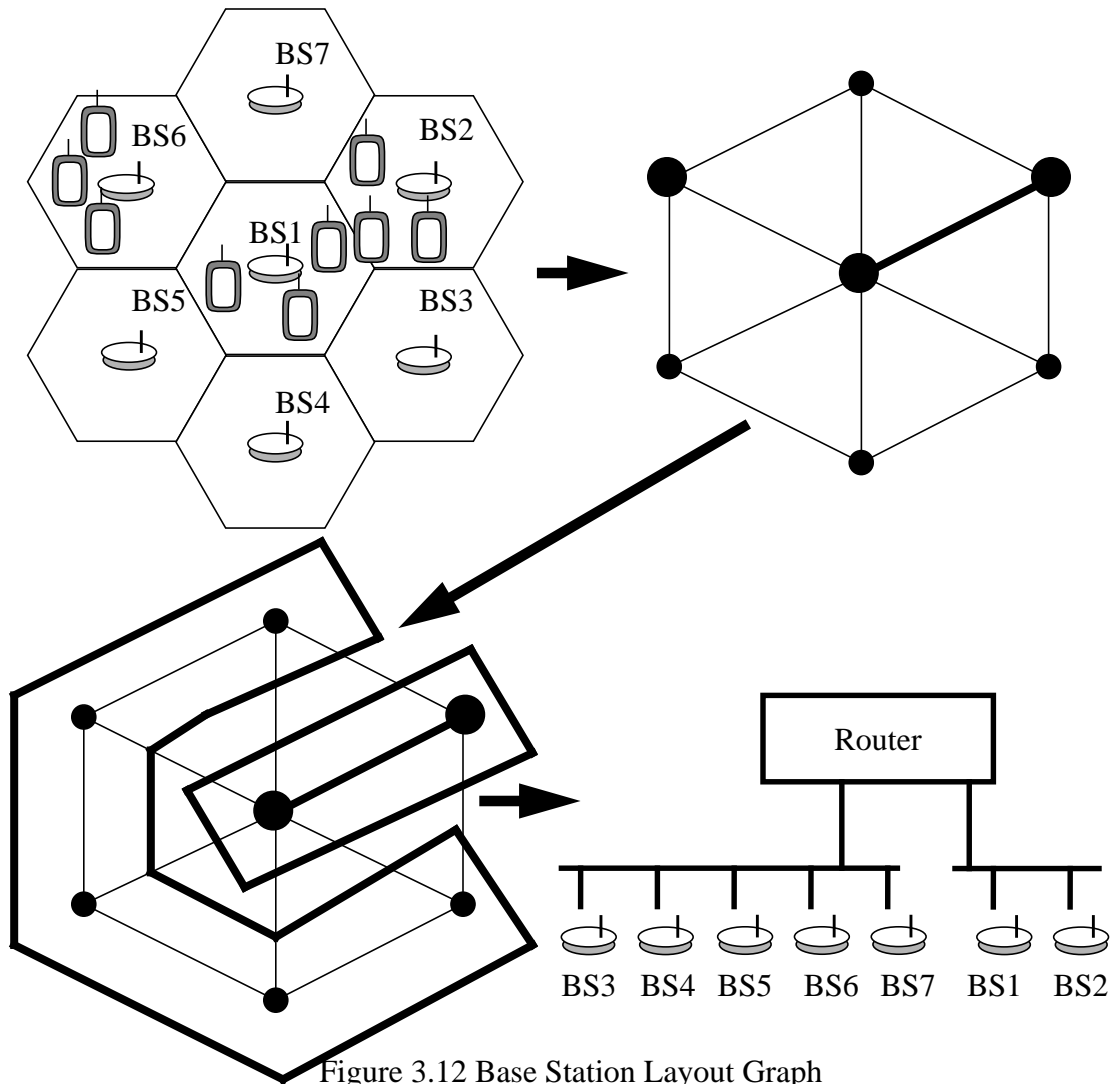 BS7
BS6
BS2
BS1
BS5
BS3
BS4
Router
BS3 BS4 BS5 BS6 BS7 BS1 BS2
Figure 3.12 Base Station Layout Graph